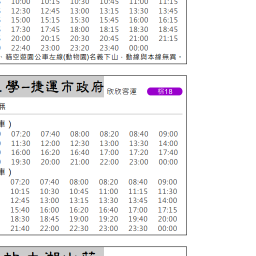 10:00 10:15 10:30 10:45 11:00 11:15
12:30 12:45 13:00 13:15 13:30 13:45
15:00 15:15 15:30 15:45 16:00 16:15
17:30 17:45 18:00 18:15 18:30 18:45
20:00 20:15 20:30 20:45 21:00 21:15
22:40 23:00 23:20 23:40 00:00
，貓空遊園公車左線(動物園)名義下山，動線與本線無異。
學-捷運市政府 欣欣客運 棕18
無
車)
07:20 07:40 08:00 08:20 08:40 09:00
11:30 12:00 12:30 13:00 13:30 14:00
16:00 16:20 16:40 17:00 17:20 17:40
19:30 20:00 21:00 22:00 23:00 00:00
車)
07:20 07:40 08:00 08:20 08:40 09:00
10:15 10:30 10:45 11:00 11:15 11:30
12:45 13:00 13:15 13:30 13:45 14:00
15:40 16:00 16:20 16:40 17:00 17:15
18:30 18:45 19:00 19:20 19:40 20:00
21:40 22:00 22:30 23:00 23:30 00:00